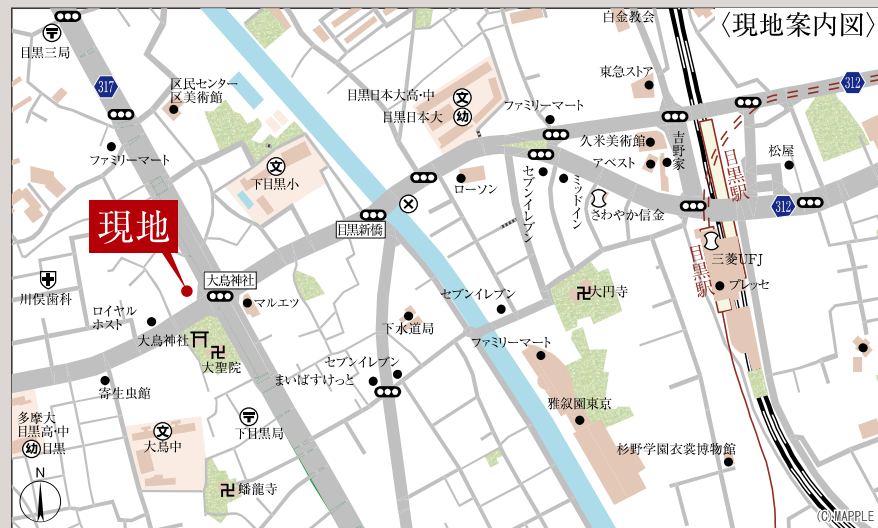 〈現地案内図〉
白金教会
目黒三局
317
区民センター
区美術館
目黒日本大高・中
文
目黒日本大
幼
ファミリーマート
東急ストア
312
久米美術館
アベスト
吉野家
松屋
目黒駅
ファミリーマート
文
下目黒小
ローソン
セブンイレブン
ミッドイン
さわやか信金
312
現地
目黒新橋
目黒駅
三菱UFJ
プレッセ
川俣歯科
大鳥神社
マルエツ
ロイヤル
ホスト
大鳥神社
卍
大聖院
下水道局
セブンイレブン
卍大円寺
ファミリーマート
セブンイレブン
まいばすけっと
寄生虫館
雅叙園東京
多摩大
目黒高・中
幼目黒
文
大鳥中
下目黒局
杉野学園衣裳博物館
卍蟠龍寺
N
(C)MAPPLE